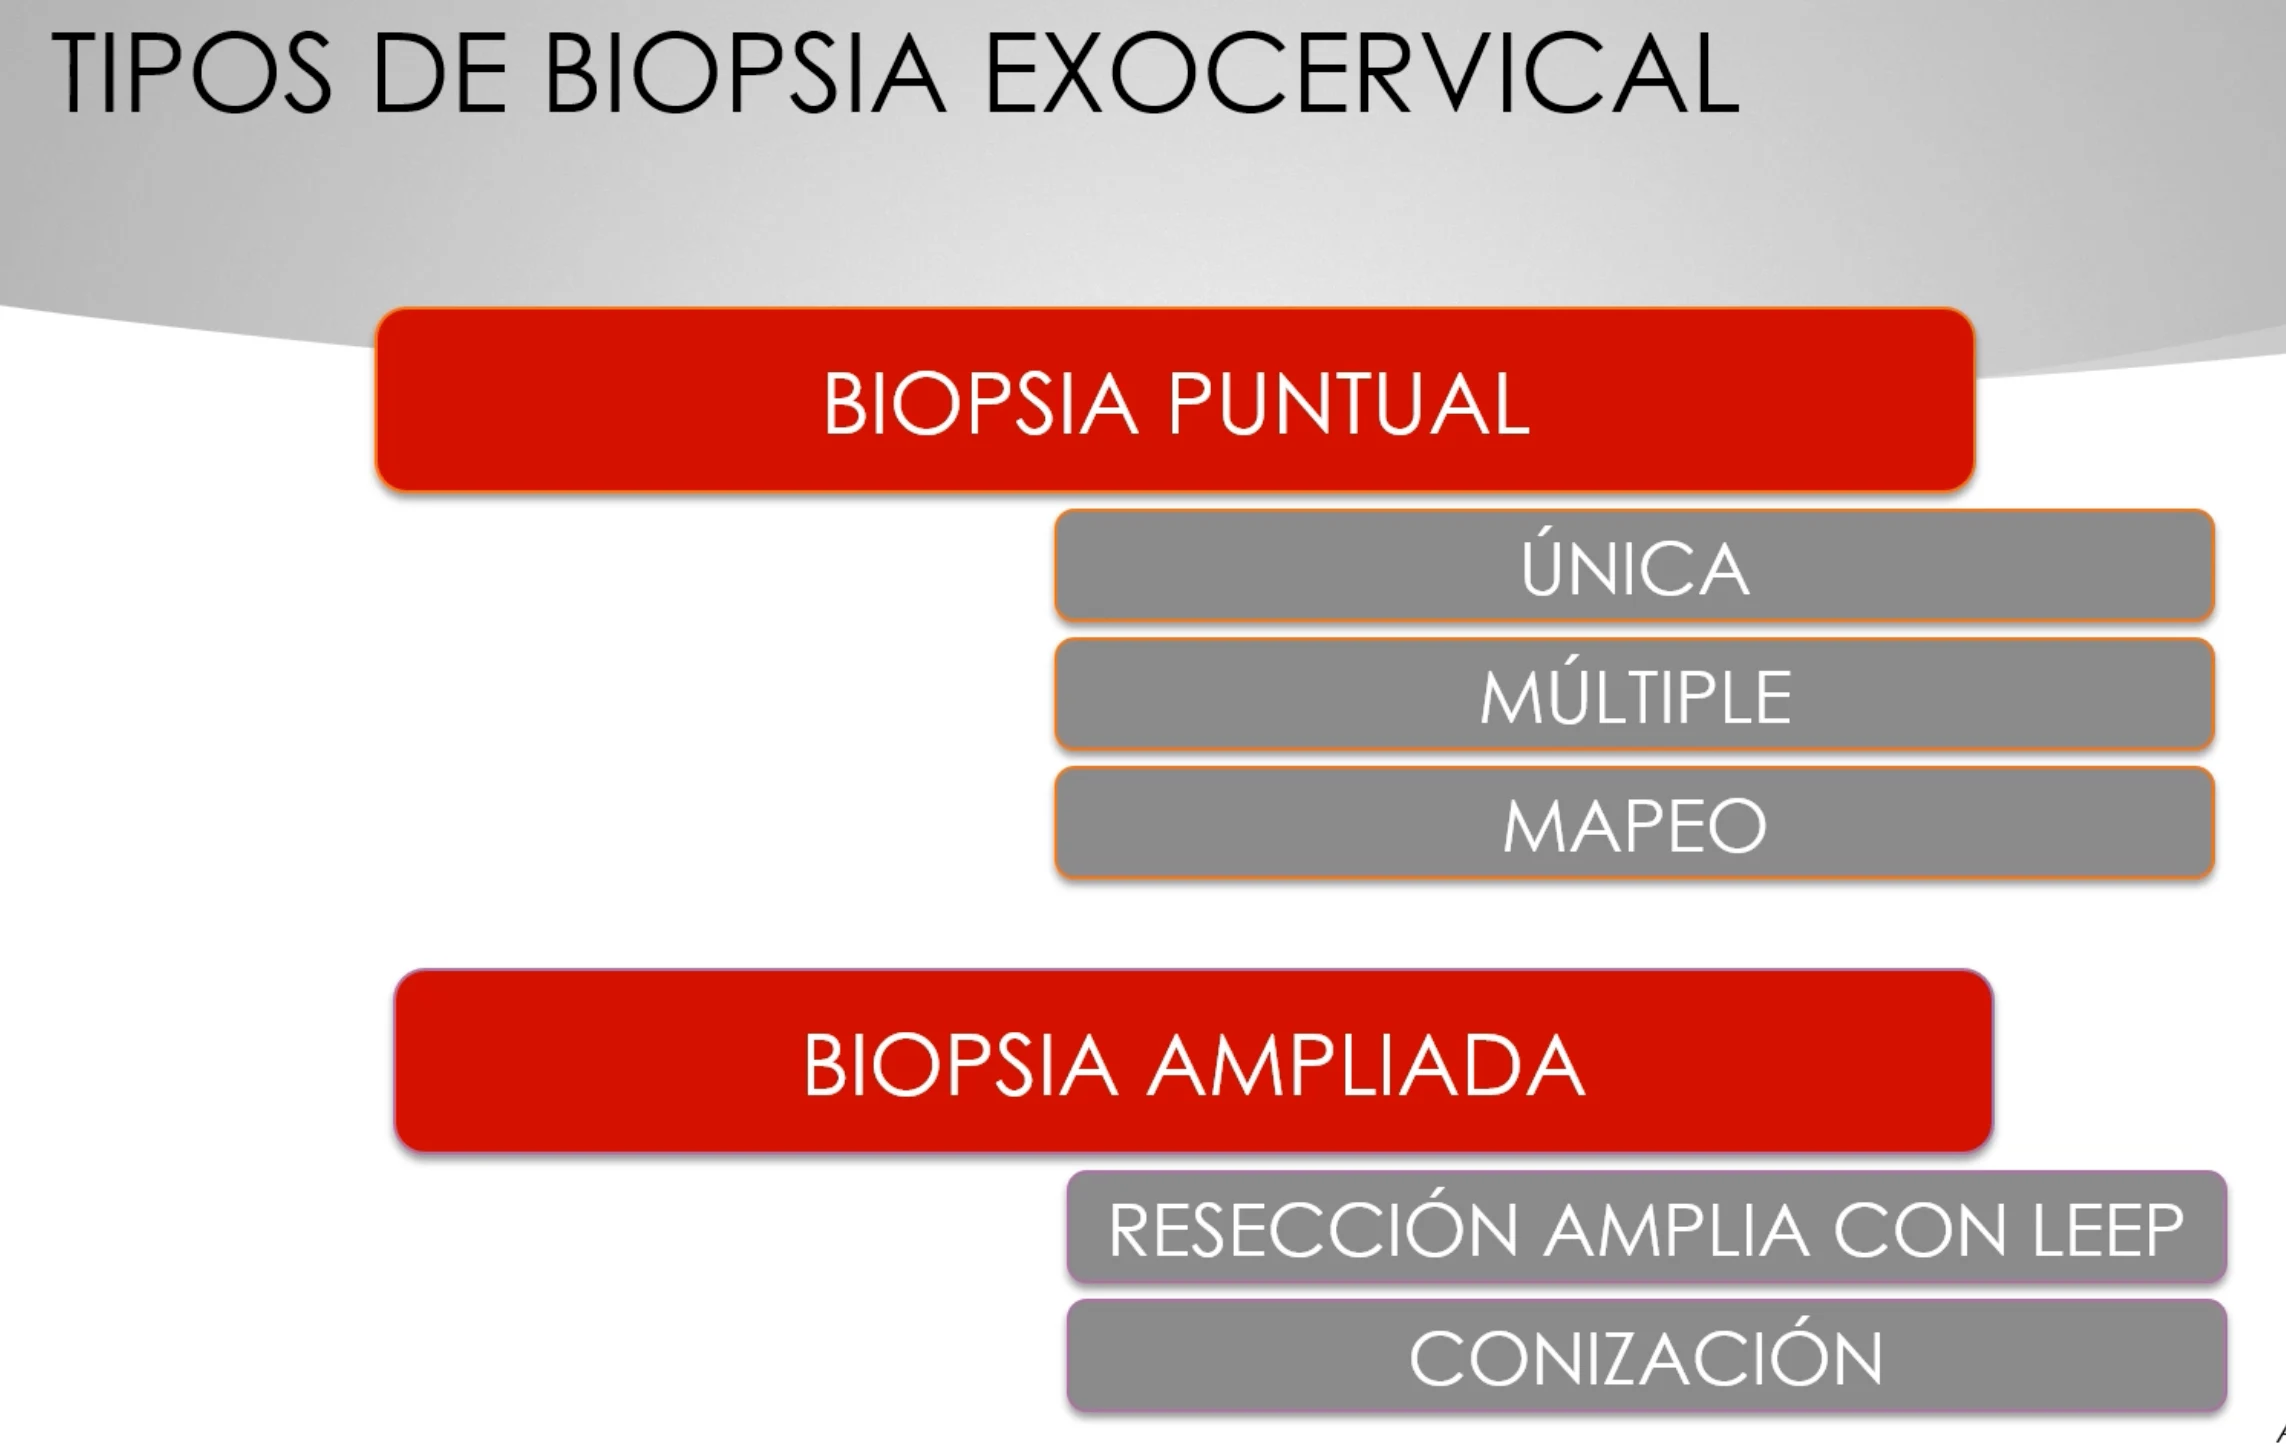 TIPOS DE BIOPSIA EXOCERVICAL
BIOPSIA PUNTUAL
ÚNICA
MÚLTIPLE
MAPEO
BIOPSIA AMPLIADA
RESECCIÓN AMPLIA CON LEEP
CONIZACIÓN